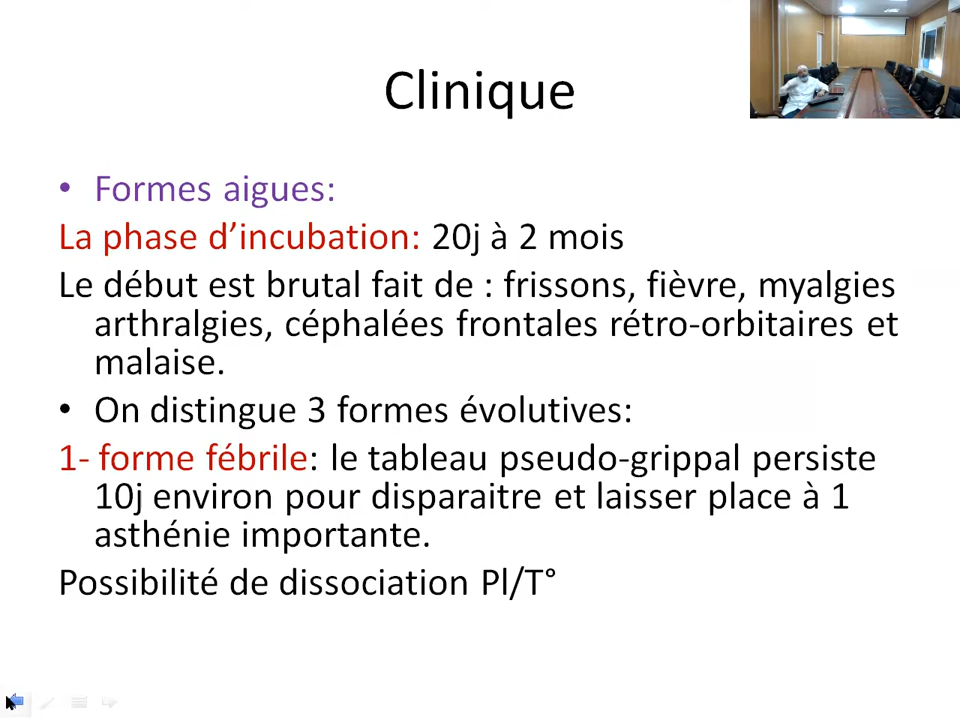 Clinique
• Formes aigues:
La phase d’incubation: 20j à 2 mois
Le début est brutal fait de : frissons, fièvre, myalgies
arthralgies, céphalées frontales rétro-orbitaires et
malaise.
• On distingue 3 formes évolutives:
1- forme fébrile: le tableau pseudo-grippal persiste
10j environ pour disparaitre et laisser place à 1
asthénie importante.
Possibilité de dissociation Pl/T°